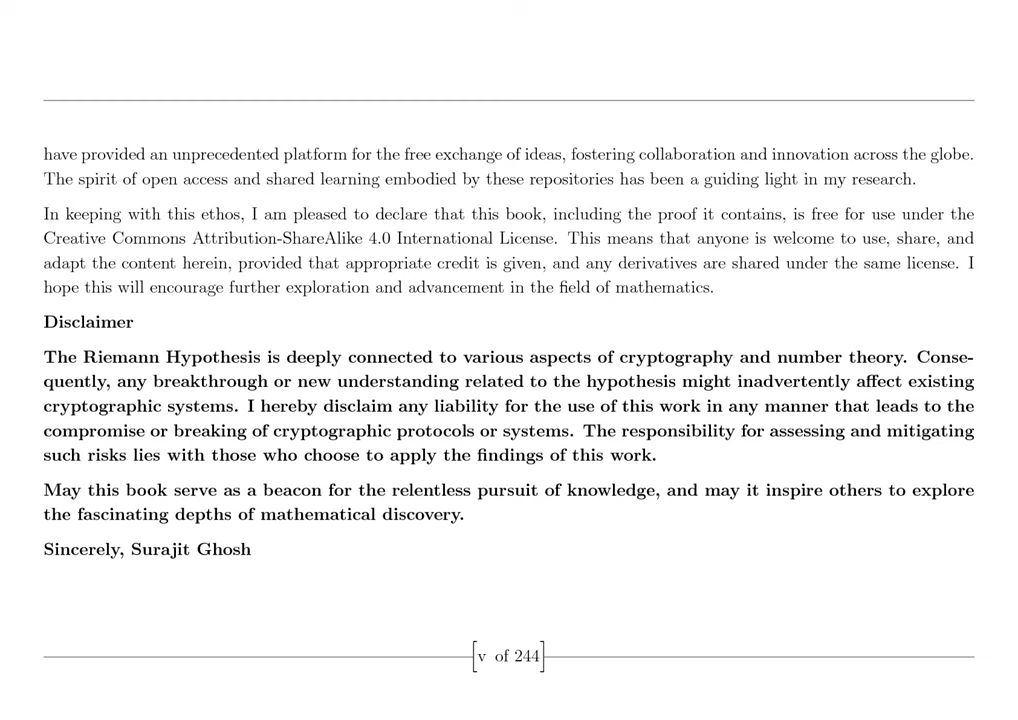 have provided an unprecedented platform for the free exchange of ideas, fostering collaboration and innovation across the globe.
The spirit of open access and shared learning embodied by these repositories has been a guiding light in my research.
In keeping with this ethos, I am pleased to declare that this book, including the proof it contains, is free for use under the
Creative Commons Attribution-ShareAlike 4.0 International License. This means that anyone is welcome to use, share, and
adapt the content herein, provided that appropriate credit is given, and any derivatives are shared under the same license. I
hope this will encourage further exploration and advancement in the field of mathematics.
Disclaimer
The Riemann Hypothesis is deeply connected to various aspects of cryptography and number theory. Conse-
quently, any breakthrough or new understanding related to the hypothesis might inadvertently affect existing
cryptographic systems. I hereby disclaim any liability for the use of this work in any manner that leads to the
compromise or breaking of cryptographic protocols or systems. The responsibility for assessing and mitigating
such risks lies with those who choose to apply the findings of this work.
May this book serve as a beacon for the relentless pursuit of knowledge, and may it inspire others to explore
the fascinating depths of mathematical discovery.
Sincerely, Surajit Ghosh
[v of 244]